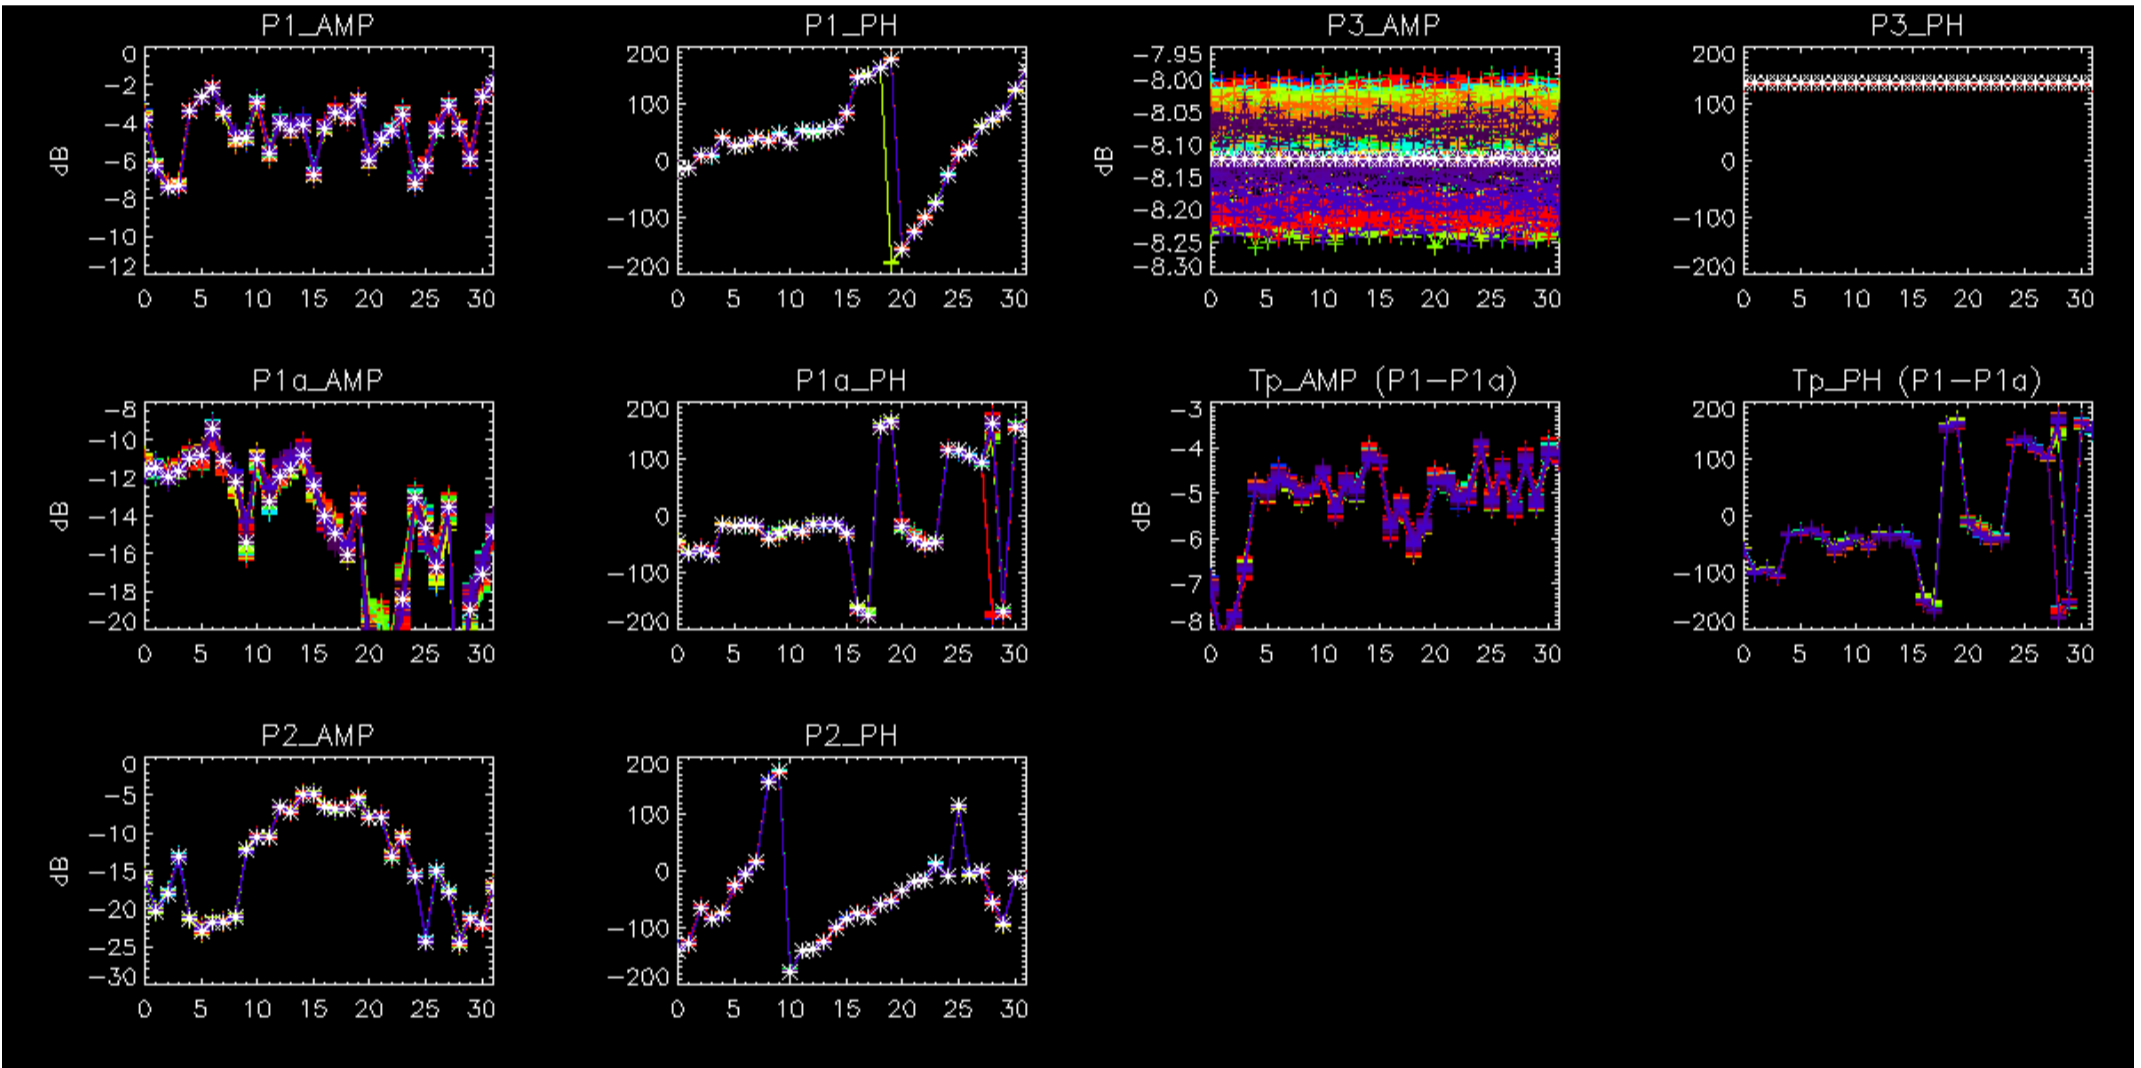 P1_AMP
0
−2
−4
−6
−8
−10
−12
dB
0 5 10 15 20 25 30
P1_PH
200
100
0
−100
−200
0 5 10 15 20 25 30
P3_AMP
−7.95
−8.00
−8.05
−8.10
−8.15
−8.20
−8.25
−8.30
dB
0 5 10 15 20 25 30
P3_PH
200
100
0
−100
−200
0 5 10 15 20 25 30
P1a_AMP
−8
−10
−12
−14
−16
−18
−20
dB
0 5 10 15 20 25 30
P1a_PH
200
100
0
−100
−200
0 5 10 15 20 25 30
Tp_AMP (P1−P1a)
−3
−4
−5
−6
−7
−8
dB
0 5 10 15 20 25 30
Tp_PH (P1−P1a)
200
100
0
−100
−200
0 5 10 15 20 25 30
P2_AMP
0
−5
−10
−15
−20
−25
−30
dB
0 5 10 15 20 25 30
P2_PH
200
100
0
−100
−200
0 5 10 15 20 25 30